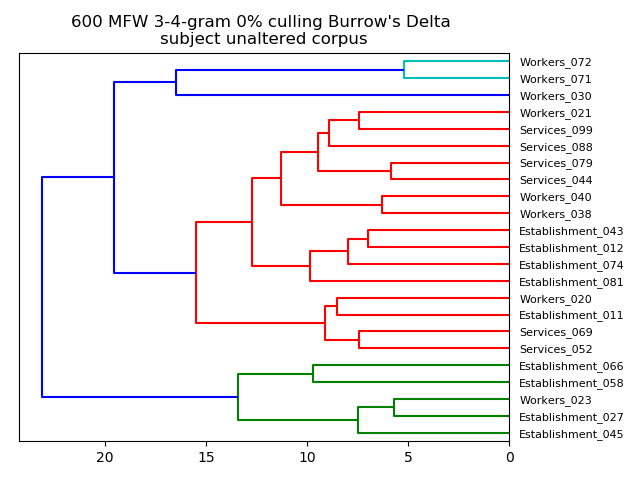 600 MFW 3-4-gram 0% culling Burrow's Delta
subject unaltered corpus
Workers_072
Workers_071
Workers_030
Workers_021
Services_099
Services_088
Services_079
Services_044
Workers_040
Workers_038
Establishment_043
Establishment_012
Establishment_074
Establishment_081
Workers_020
Establishment_011
Services_069
Services_052
Establishment_066
Establishment_058
Workers_023
Establishment_027
Establishment_045
20 15 10 5 0